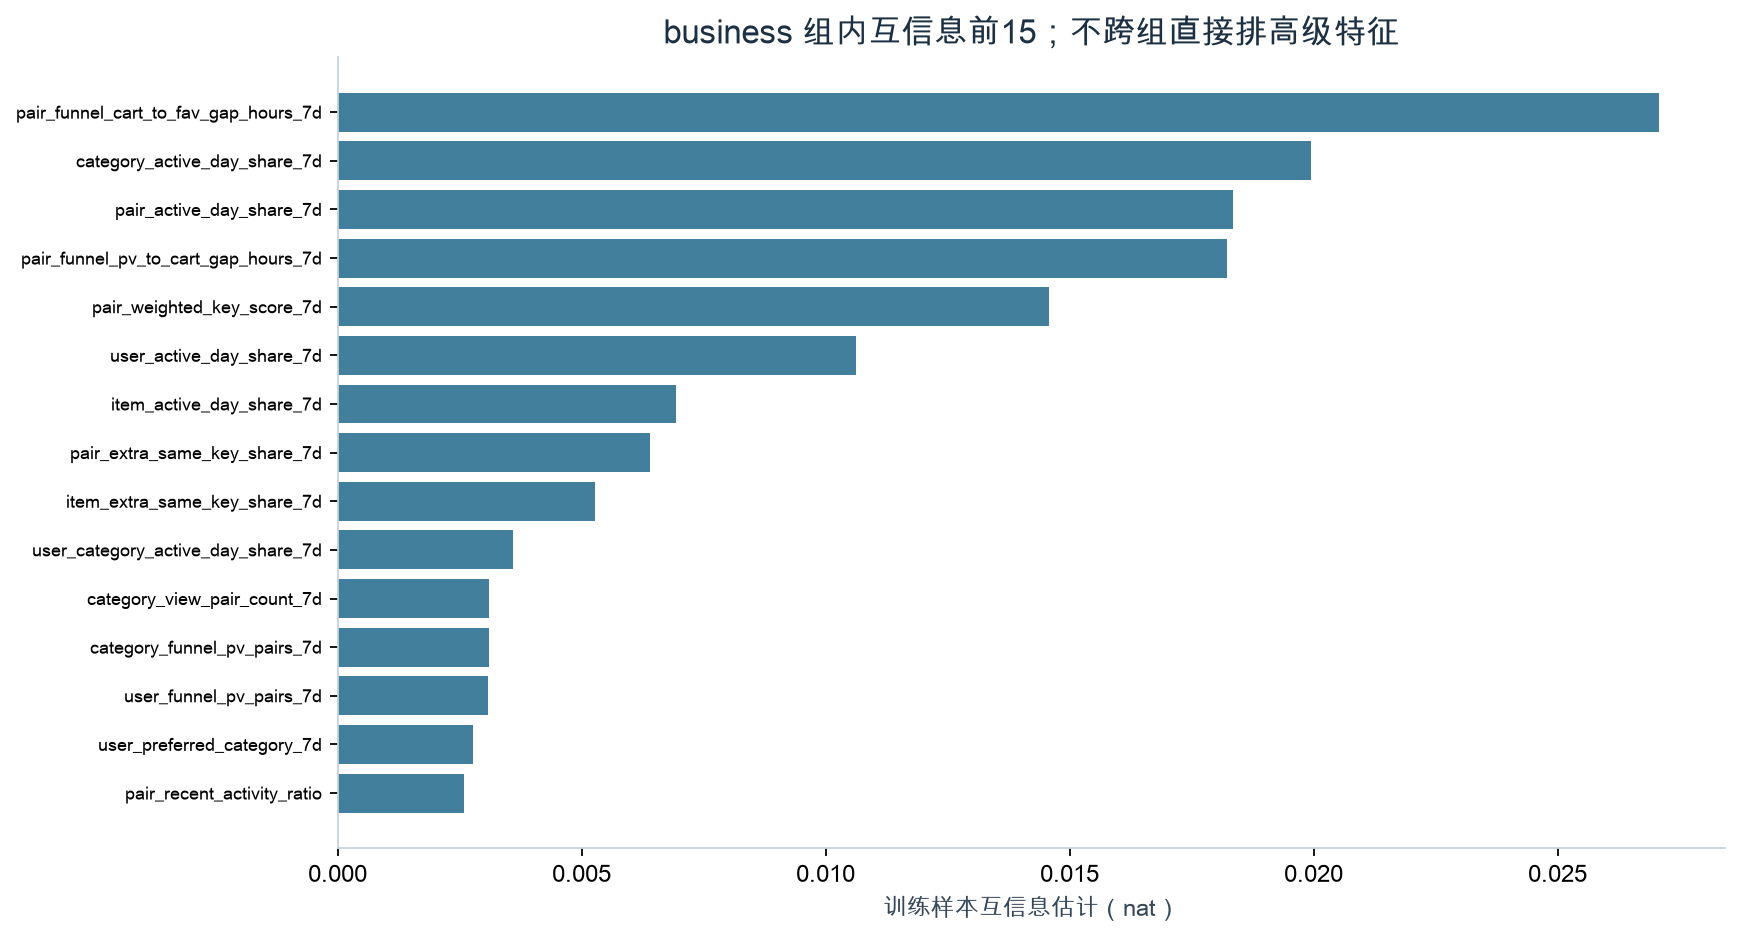 business 组内互信息前15；不跨组直接排高级特征
pair_funnel_cart_to_fav_gap_hours_7d
category_active_day_share_7d
pair_active_day_share_7d
pair_funnel_pv_to_cart_gap_hours_7d
pair_weighted_key_score_7d
user_active_day_share_7d
item_active_day_share_7d
pair_extra_same_key_share_7d
item_extra_same_key_share_7d
user_category_active_day_share_7d
category_view_pair_count_7d
category_funnel_pv_pairs_7d
user_funnel_pv_pairs_7d
user_preferred_category_7d
pair_recent_activity_ratio
0.000 0.005 0.010 0.015 0.020 0.025
训练样本互信息估计（nat）